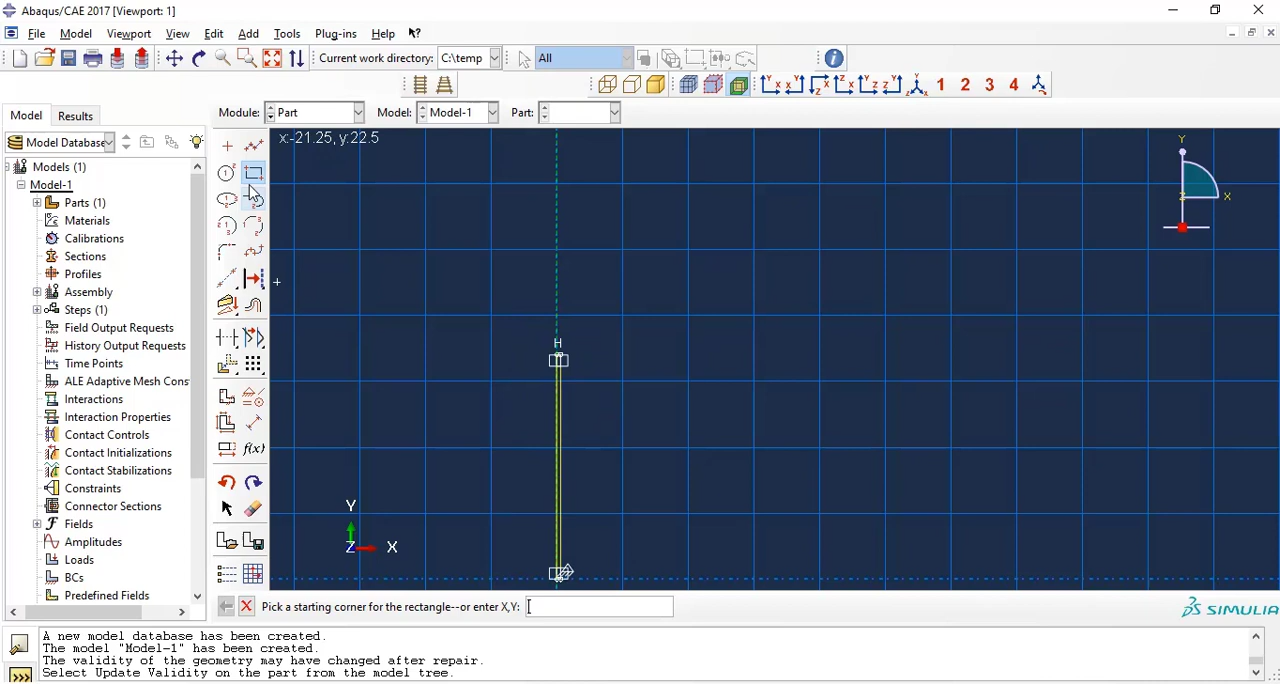 Abaqus/CAE 2017 [Viewport: 1]
File Model Viewport View Edit Add Tools Plug-ins Help
Current work directory: C:\temp All
1 2 3 4
Model Results Module: Part Model: Model-1 Part:
Model Database
x:-21.25, y:22.5
Models (1)
Model-1
Parts (1)
Materials
Calibrations
Sections
Profiles
Assembly
Steps (1)
Field Output Requests
History Output Requests
Time Points
ALE Adaptive Mesh Cons
Interactions
Interaction Properties
Contact Controls
Contact Initializations
Contact Stabilizations
Constraints
Connector Sections
Fields
Amplitudes
Loads
BCs
Predefined Fields
f(x)
H
Y
Z X
Y
Z X
Pick a starting corner for the rectangle--or enter X,Y:
SIMULIA
A new model database has been created.
The model "Model-1" has been created.
The validity of the geometry may have changed after repair.
Select Update Validity on the part from the model tree.
>>>